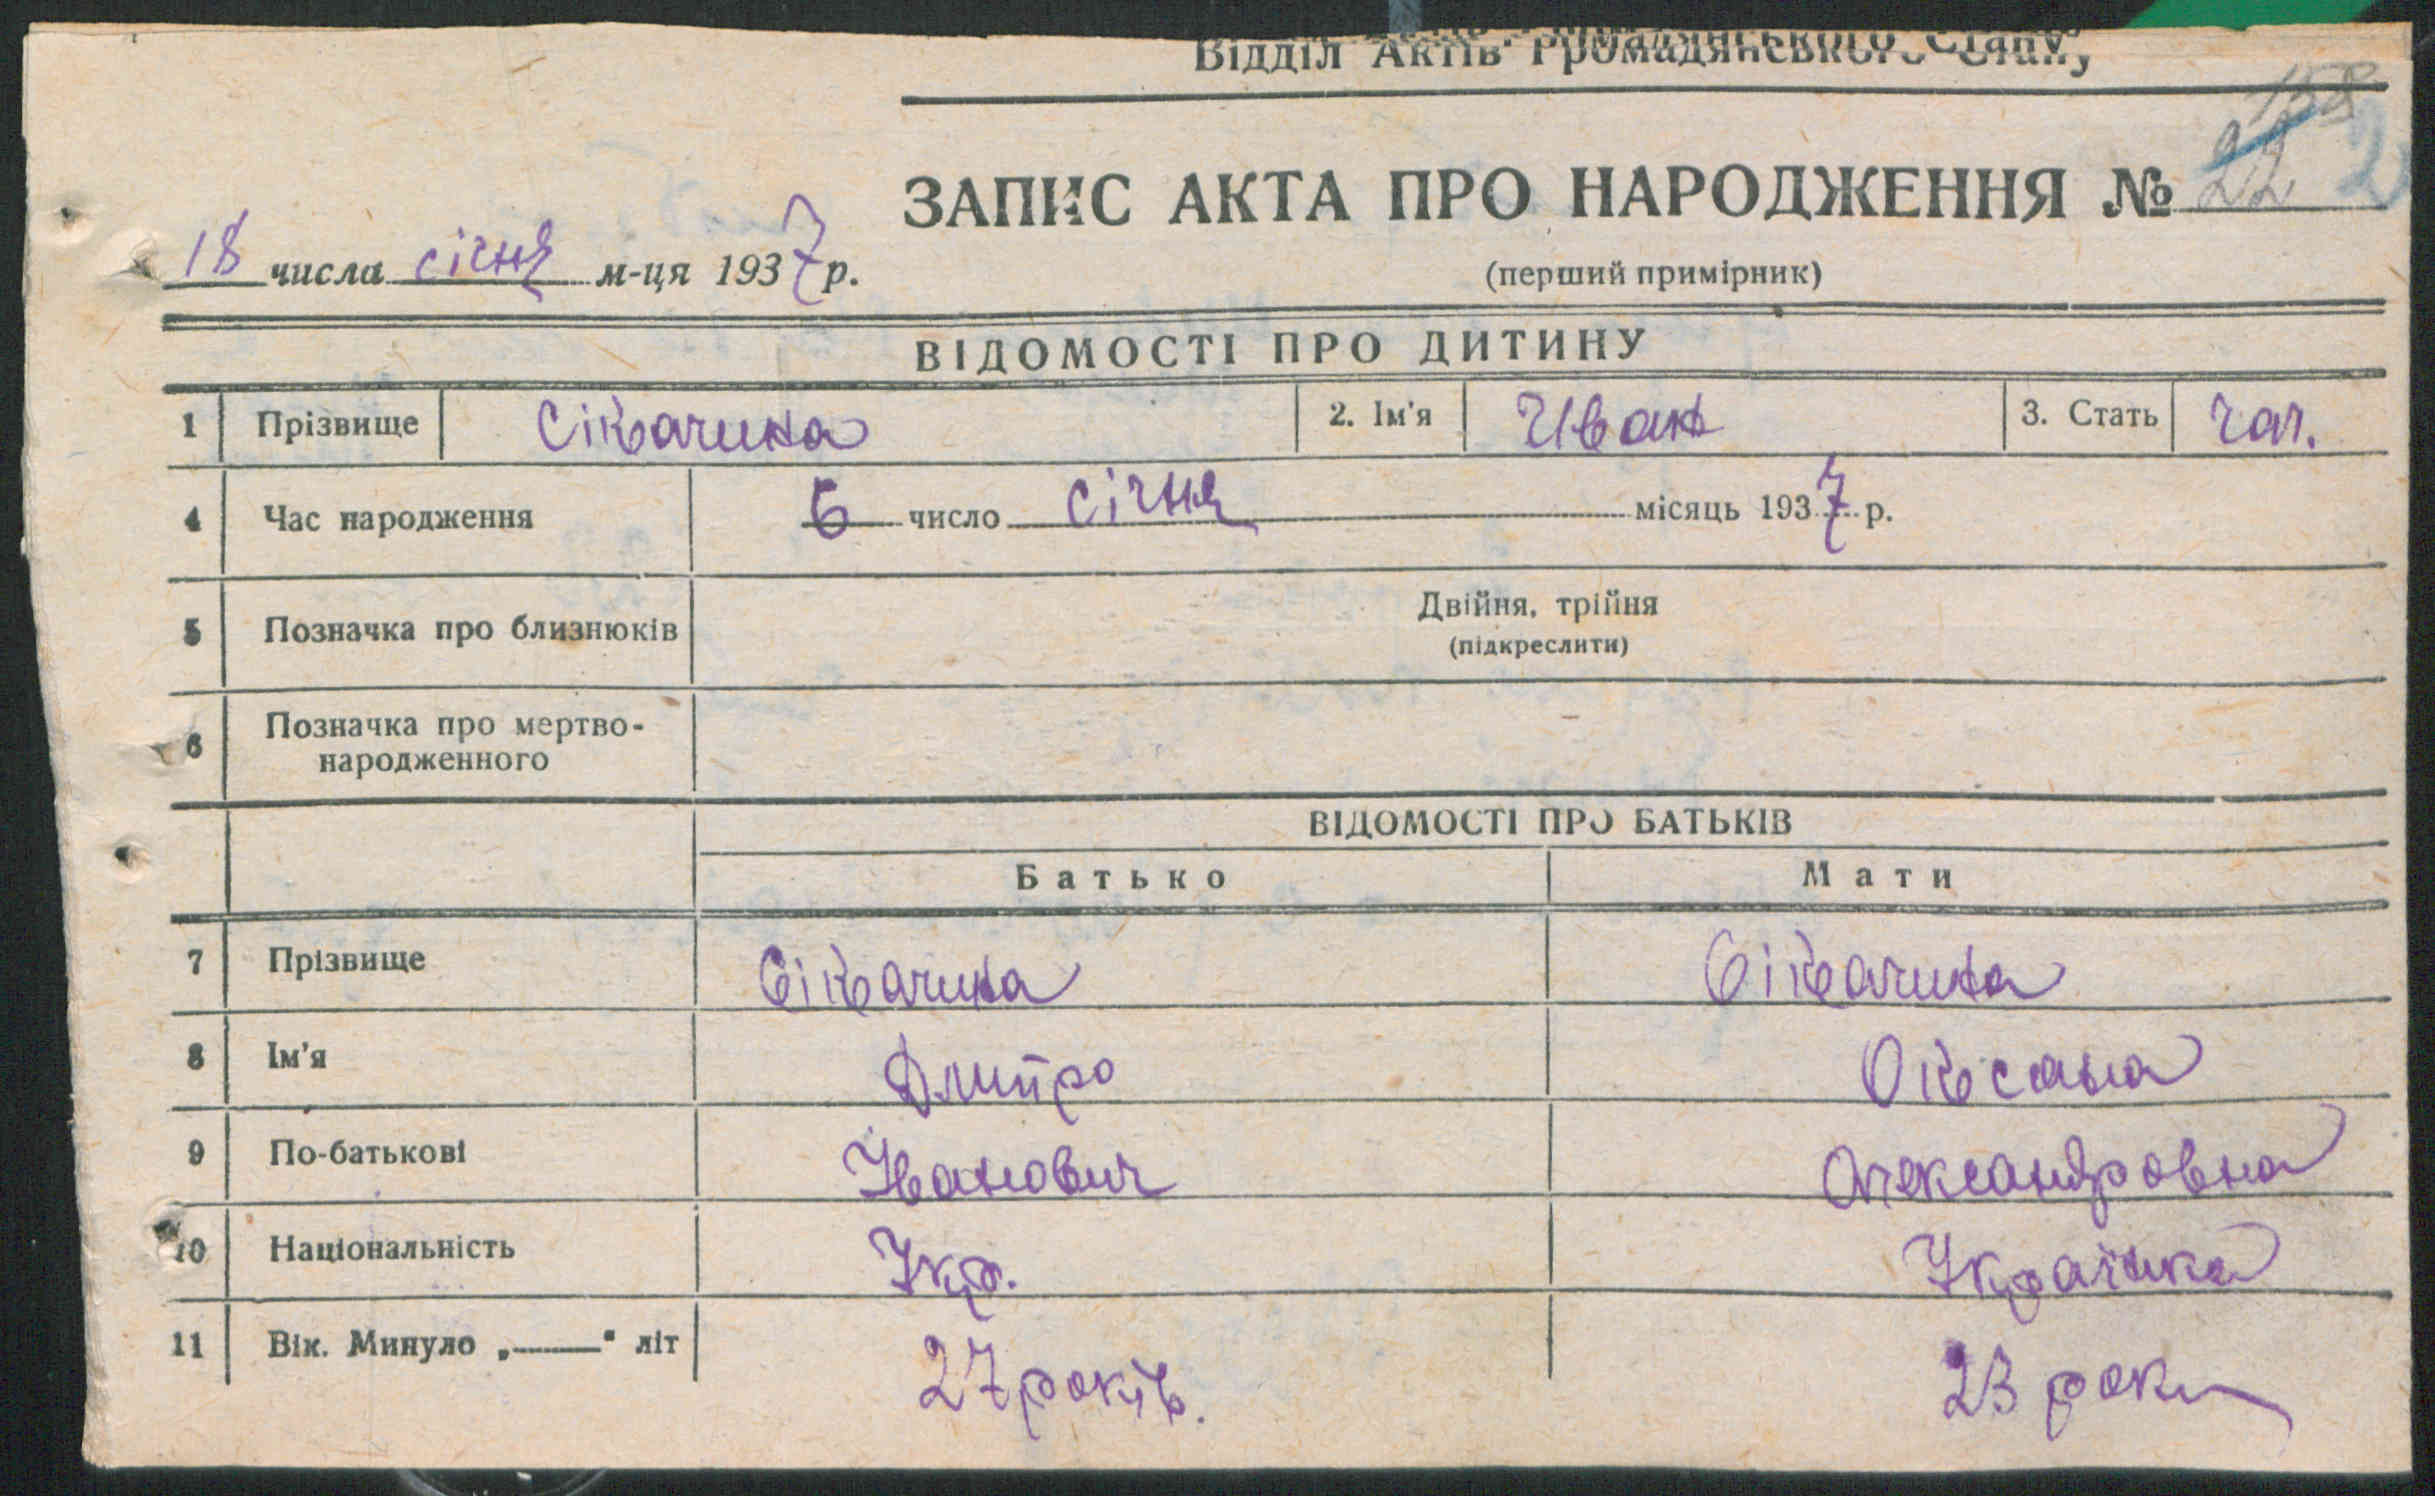 Відділ Актів Громадянського Стану
158
ЗАПИС АКТА ПРО НАРОДЖЕННЯ № 22 2
18 числа січня м-ця 1937 р.
(перший примірник)
ВІДОМОСТІ ПРО ДИТИНУ
1 Прізвище Сікачина 2. Ім'я Иван 3. Стать чол.
4 Час народження 6 число січня місяць 1937 р.
5 Позначка про близнюків Двійня, трійня
(підкреслити)
6 Позначка про мертво-
народженного
ВІДОМОСТІ ПРО БАТЬКІВ
Батько Мати
7 Прізвище Сікачина Сікачина
8 Ім'я Дмитро Оксана
9 По-батькові Іванович Олександровна
10 Національність Укр. Українка
11 Вік. Минуло „——" літ 27 років. 23 роки